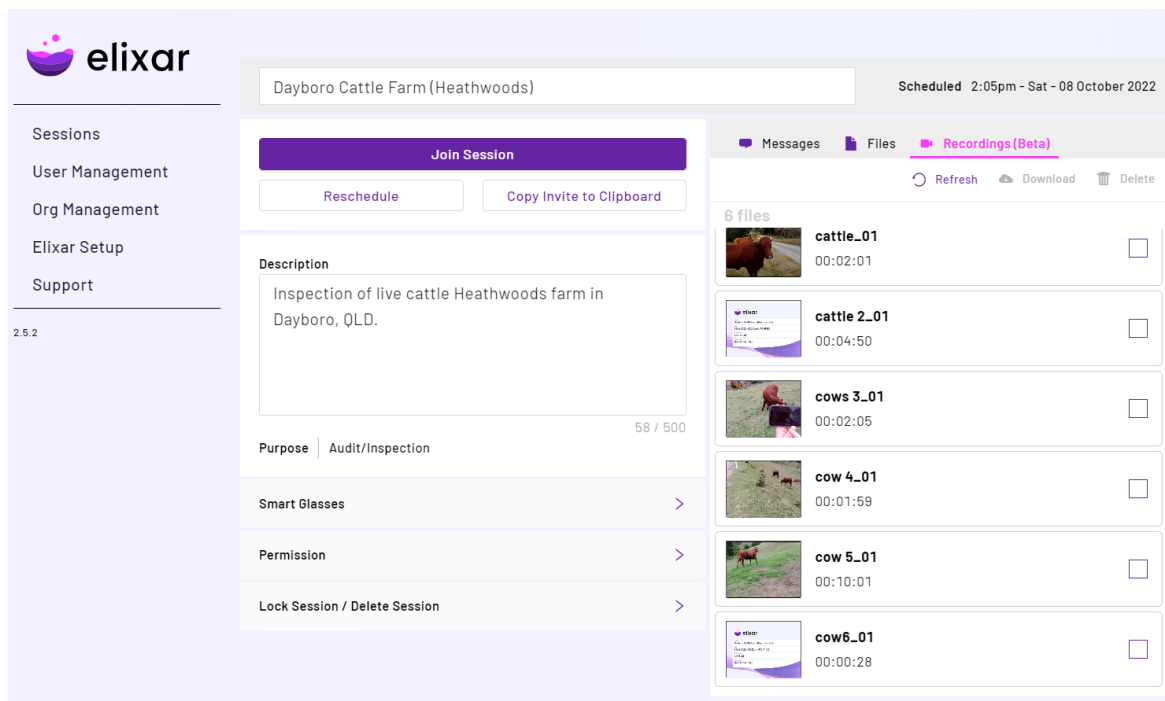 elixar
Sessions
User Management
Org Management
Elixar Setup
Support
2.5.2
Dayboro Cattle Farm (Heathwoods)
Scheduled 2:05pm - Sat - 08 October 2022
Join Session
Reschedule
Copy Invite to Clipboard
Description
Inspection of live cattle Heathwoods farm in
Dayboro, QLD.
58 / 500
Purpose Audit/Inspection
Smart Glasses
Permission
Lock Session / Delete Session
Messages Files Recordings (Beta)
Refresh Download Delete
6 files
cattle_01
00:02:01
elixar
cattle 2_01
00:04:50
cows 3_01
00:02:05
cow 4_01
00:01:59
cow 5_01
00:10:01
elixar
cow6_01
00:00:28